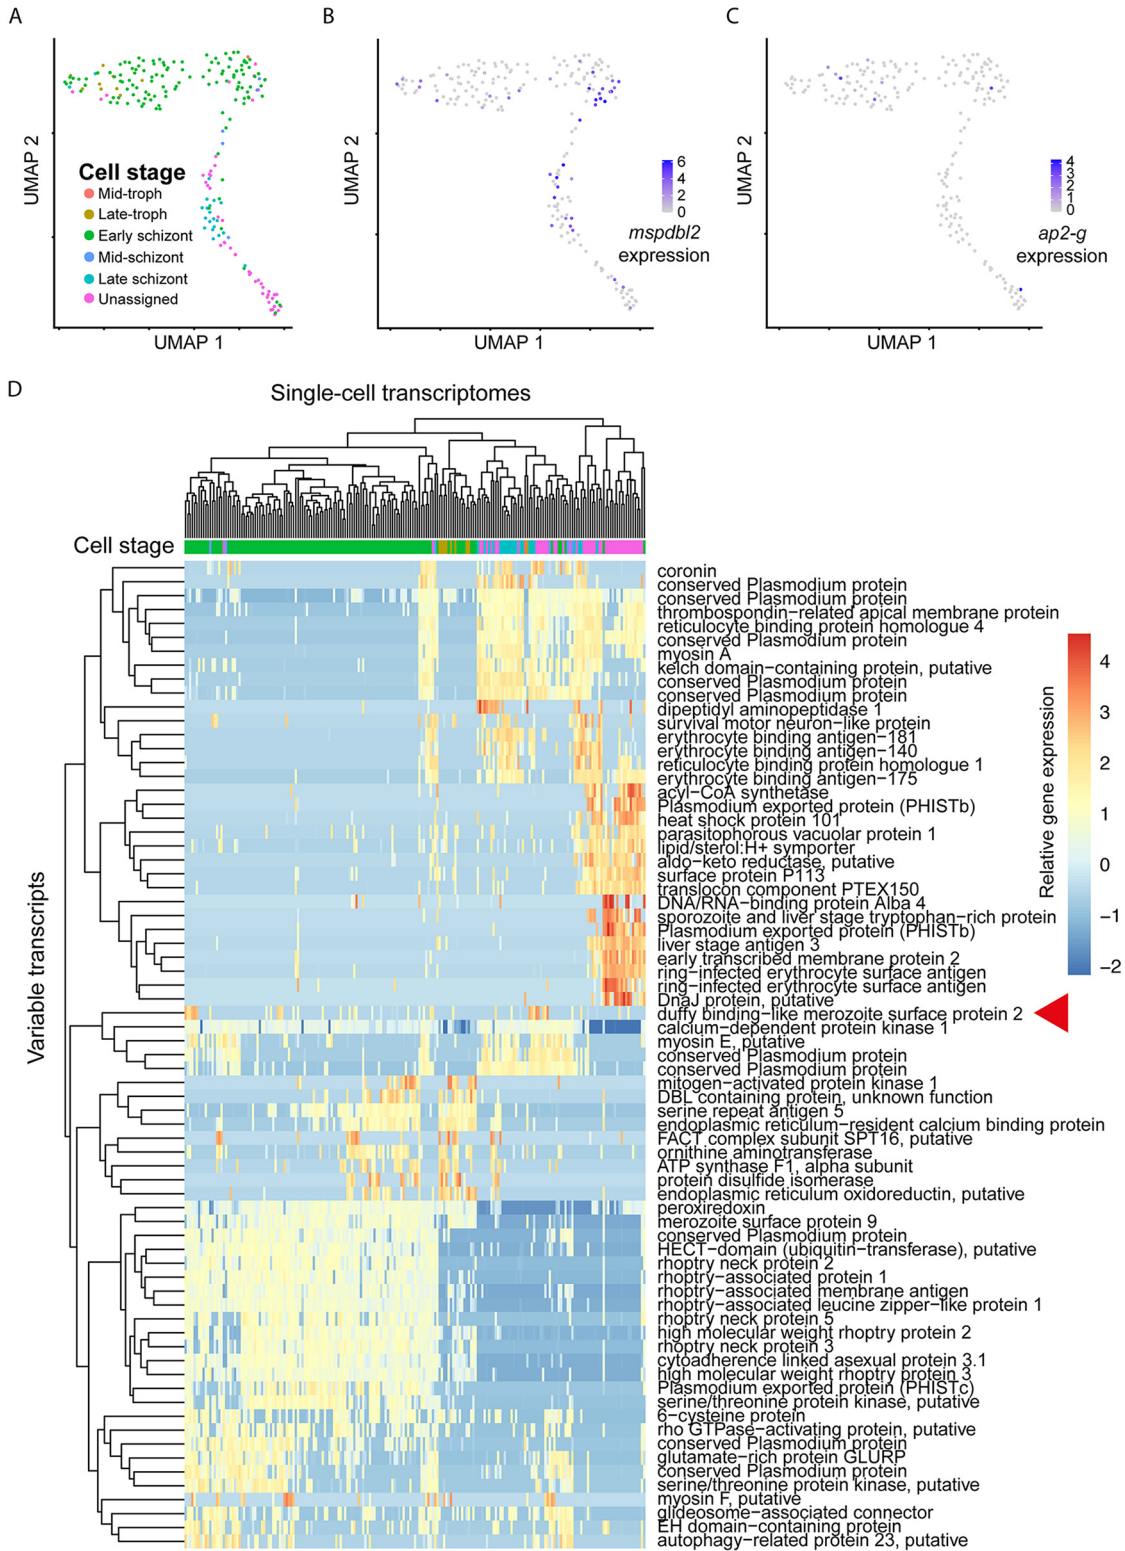 A
B
C
UMAP 2
UMAP 1
Cell stage
Mid-troph
Late-troph
Early schizont
Mid-schizont
Late schizont
Unassigned
UMAP 2
UMAP 1
6
4
2
0
mspdbl2
expression
UMAP 2
UMAP 1
4
3
2
1
0
ap2-g
expression
D
Single-cell transcriptomes
Cell stage
Variable transcripts
coronin
conserved Plasmodium protein
conserved Plasmodium protein
thrombospondin−related apical membrane protein
reticulocyte binding protein homologue 4
conserved Plasmodium protein
myosin A
kelch domain−containing protein, putative
conserved Plasmodium protein
conserved Plasmodium protein
dipeptidyl aminopeptidase 1
survival motor neuron−like protein
erythrocyte binding antigen−181
erythrocyte binding antigen−140
reticulocyte binding protein homologue 1
erythrocyte binding antigen−175
acyl−CoA synthetase
Plasmodium exported protein (PHISTb)
heat shock protein 101
parasitophorous vacuolar protein 1
lipid/sterol:H+ symporter
aldo−keto reductase, putative
surface protein P113
translocon component PTEX150
DNA/RNA−binding protein Alba 4
sporozoite and liver stage tryptophan−rich protein
Plasmodium exported protein (PHISTb)
liver stage antigen 3
early transcribed membrane protein 2
ring−infected erythrocyte surface antigen
ring−infected erythrocyte surface antigen
DnaJ protein, putative
duffy binding−like merozoite surface protein 2
calcium−dependent protein kinase 1
myosin E, putative
conserved Plasmodium protein
conserved Plasmodium protein
mitogen−activated protein kinase 1
DBL containing protein, unknown function
serine repeat antigen 5
endoplasmic reticulum−resident calcium binding protein
FACT complex subunit SPT16, putative
ornithine aminotransferase
ATP synthase F1, alpha subunit
protein disulfide isomerase
endoplasmic reticulum oxidoreductin, putative
peroxiredoxin
merozoite surface protein 9
conserved Plasmodium protein
HECT−domain (ubiquitin−transferase), putative
rhoptry neck protein 2
rhoptry−associated protein 1
rhoptry−associated membrane antigen
rhoptry−associated leucine zipper−like protein 1
rhoptry neck protein 5
high molecular weight rhoptry protein 2
rhoptry neck protein 3
cytoadherence linked asexual protein 3.1
high molecular weight rhoptry protein 3
Plasmodium exported protein (PHISTc)
serine/threonine protein kinase, putative
6−cysteine protein
rho GTPase−activating protein, putative
conserved Plasmodium protein
glutamate−rich protein GLURP
conserved Plasmodium protein
serine/threonine protein kinase, putative
myosin F, putative
glideosome−associated connector
EH domain−containing protein
autophagy−related protein 23, putative
Relative gene expression
4
3
2
1
0
−1
−2